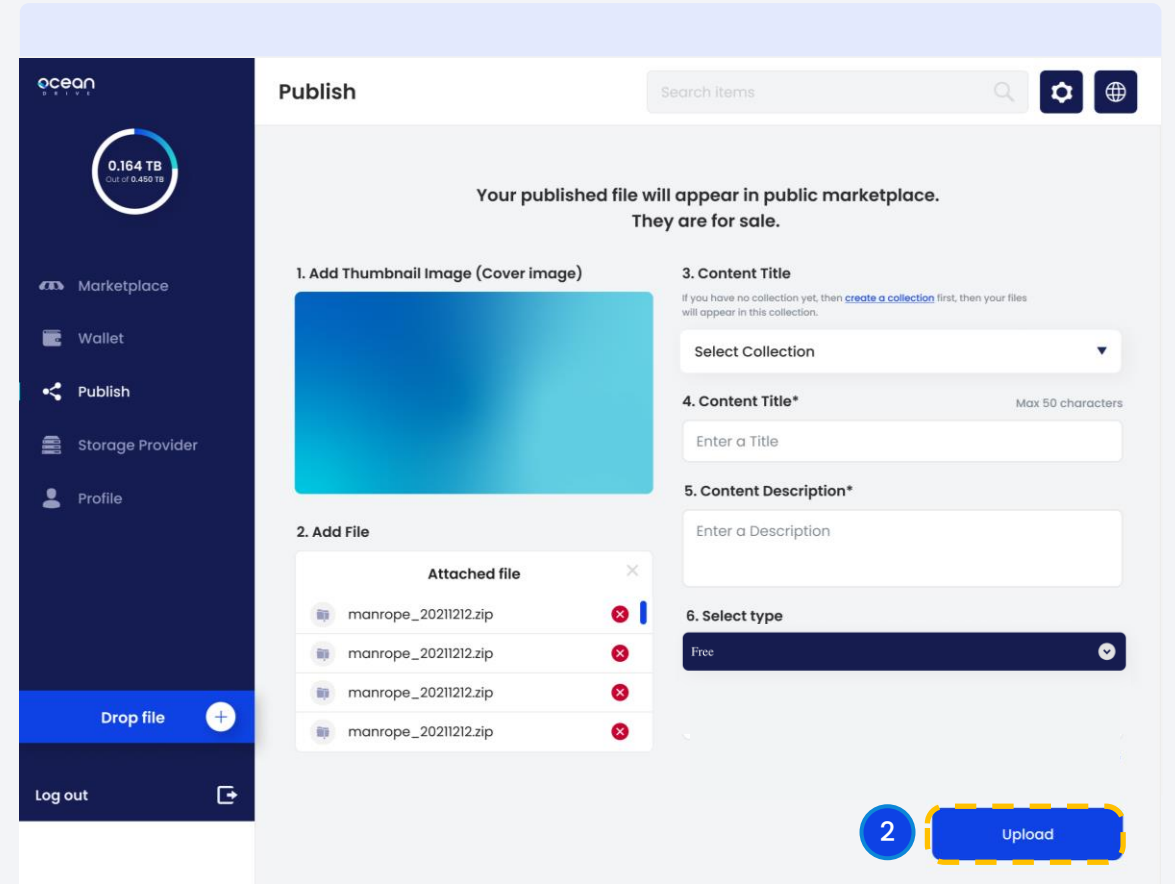 ocean
DRIVE
0.164 TB
Out of 0.450 TB
Marketplace
Wallet
Publish
Storage Provider
Profile
Drop file
Log out
Publish
Search items
Your published file will appear in public marketplace.
They are for sale.
1. Add Thumbnail Image (Cover image)
2. Add File
Attached file
manrope_20211212.zip
manrope_20211212.zip
manrope_20211212.zip
manrope_20211212.zip
3. Content Title
If you have no collection yet, then create a collection first, then your files
will appear in this collection.
Select Collection
4. Content Title* Max 50 characters
Enter a Title
5. Content Description*
Enter a Description
6. Select type
Free
2
Upload